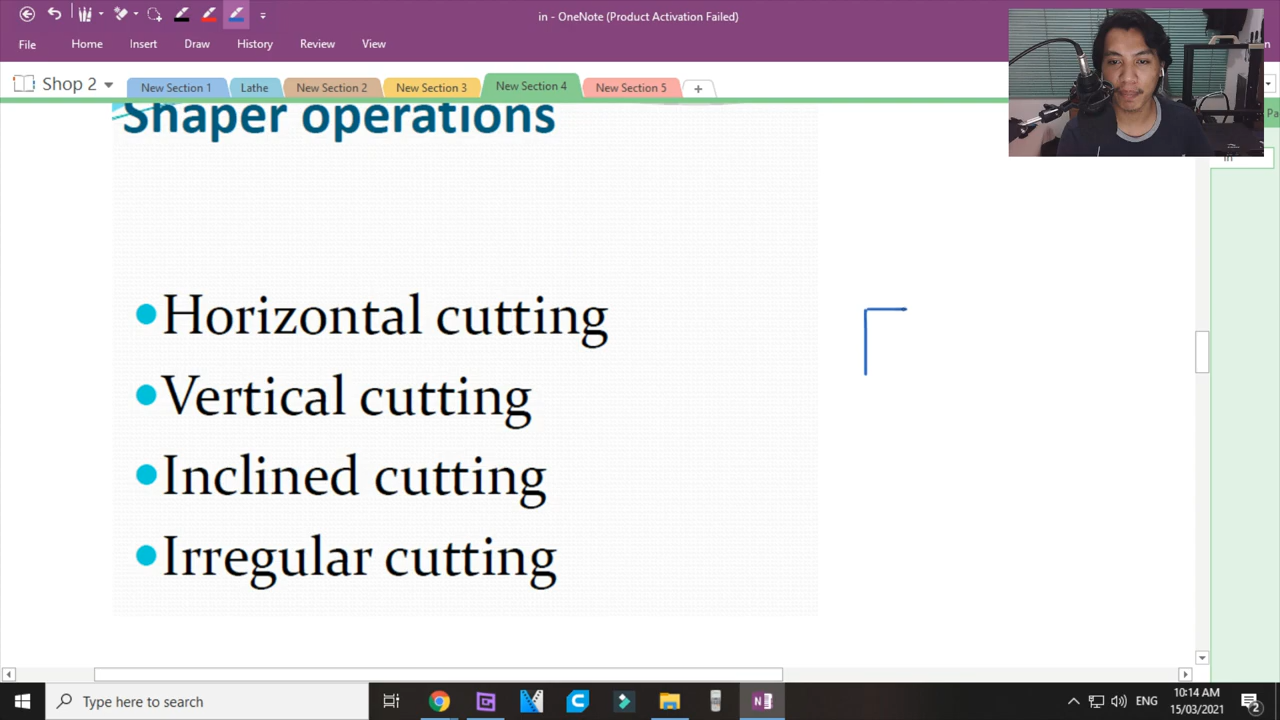 in - OneNote (Product Activation Failed)
File Home Insert Draw History Review View
Shop 2 New Section 1 Lathe New Section 2 New Section 3 New Section 4 New Section 5
Shaper operations
•Horizontal cutting
•Vertical cutting
•Inclined cutting
•Irregular cutting
Type here to search
ENG
10:14 AM
15/03/2021
2